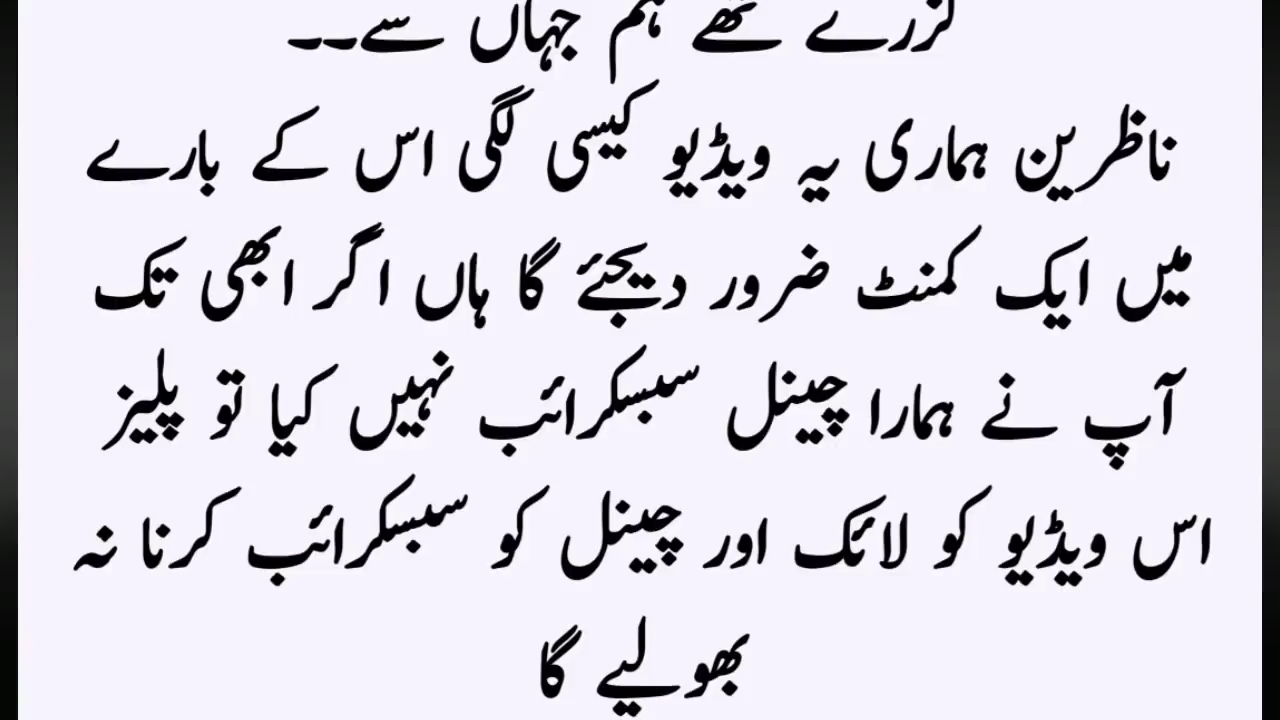 گزرے تھے ہم جہاں سے۔۔
ناظرین ہماری یہ ویڈیو کیسی لگی اس کے بارے
میں ایک کمنٹ ضرور دیجئے گا ہاں اگر ابھی تک
آپ نے ہمارا چینل سبسکرائب نہیں کیا تو پلیز
اس ویڈیو کو لائک اور چینل کو سبسکرائب کرنا نہ
بھولیے گا